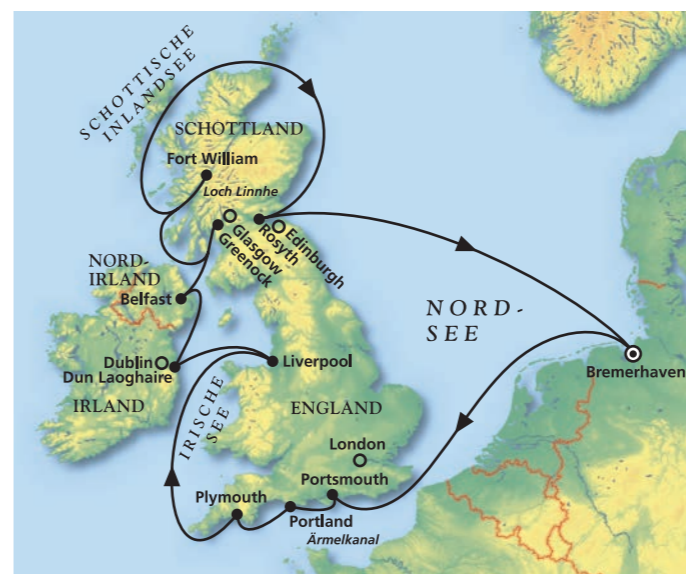 SCHOTTISCHE
INLANDSEE
SCHOTTLAND
Fort William
Loch Linnhe
Glasgow
Greenock
Rosyth
Edinburgh
NORD-
IRLAND
Belfast
NORD-
SEE
Dublin
Dun Laoghaire
Liverpool
Bremerhaven
IRLAND
IRISCHE
SEE
ENGLAND
London
Portsmouth
Plymouth
Portland
Ärmelkanal